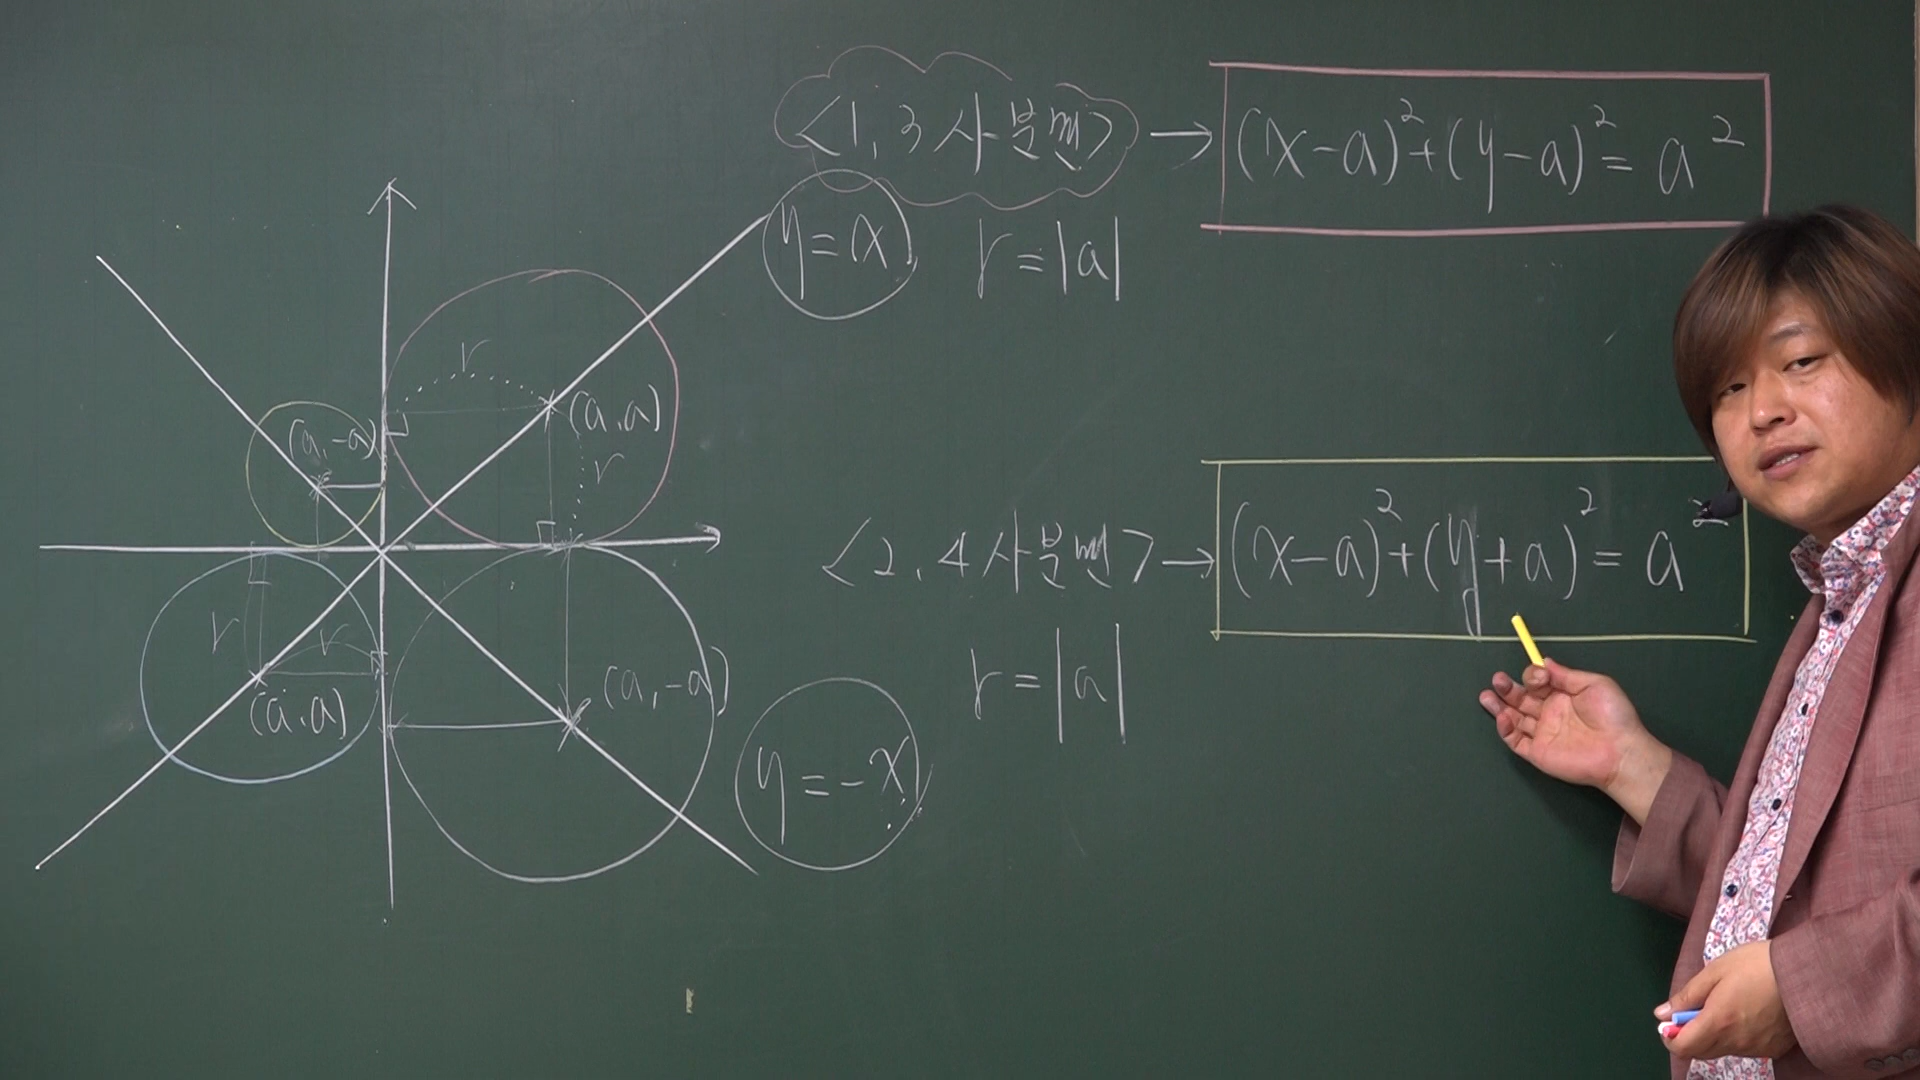 <1, 3 사분면> → (x-a)²+(y-a)²=a²
y=x
r=|a|
r
(a, a)
r
(a, -a)
<2, 4 사분면> → (x-a)²+(y+a)²=a²
r
r
(a, a)
(a, -a)
r=|a|
y=-x